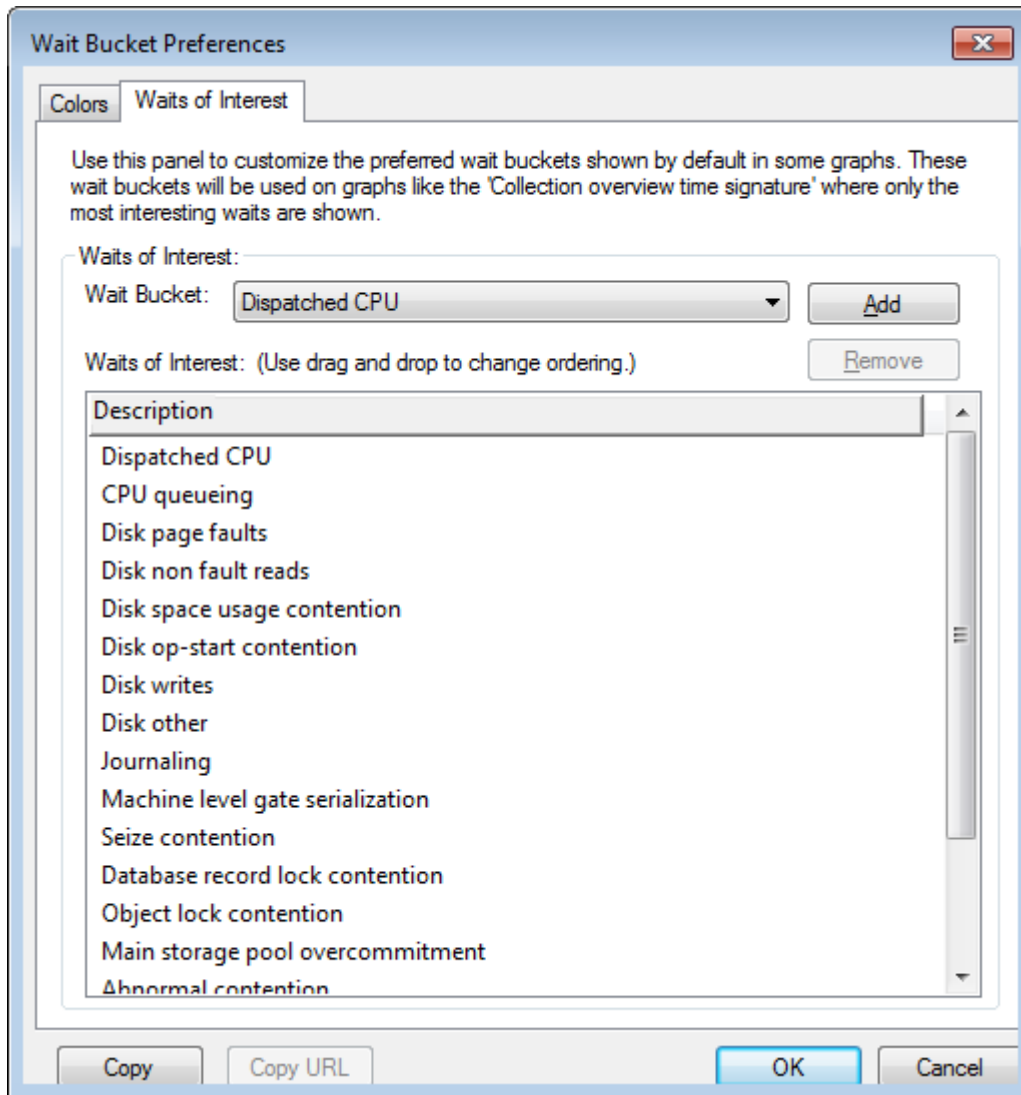 Wait Bucket Preferences
Colors
Waits of Interest
Use this panel to customize the preferred wait buckets shown by default in some graphs. These
wait buckets will be used on graphs like the 'Collection overview time signature' where only the
most interesting waits are shown.
Waits of Interest:
Wait Bucket:
Dispatched CPU
Add
Waits of Interest: (Use drag and drop to change ordering.)
Remove
Description
Dispatched CPU
CPU queueing
Disk page faults
Disk non fault reads
Disk space usage contention
Disk op-start contention
Disk writes
Disk other
Journaling
Machine level gate serialization
Seize contention
Database record lock contention
Object lock contention
Main storage pool overcommitment
Abnormal contention
Copy
Copy URL
OK
Cancel